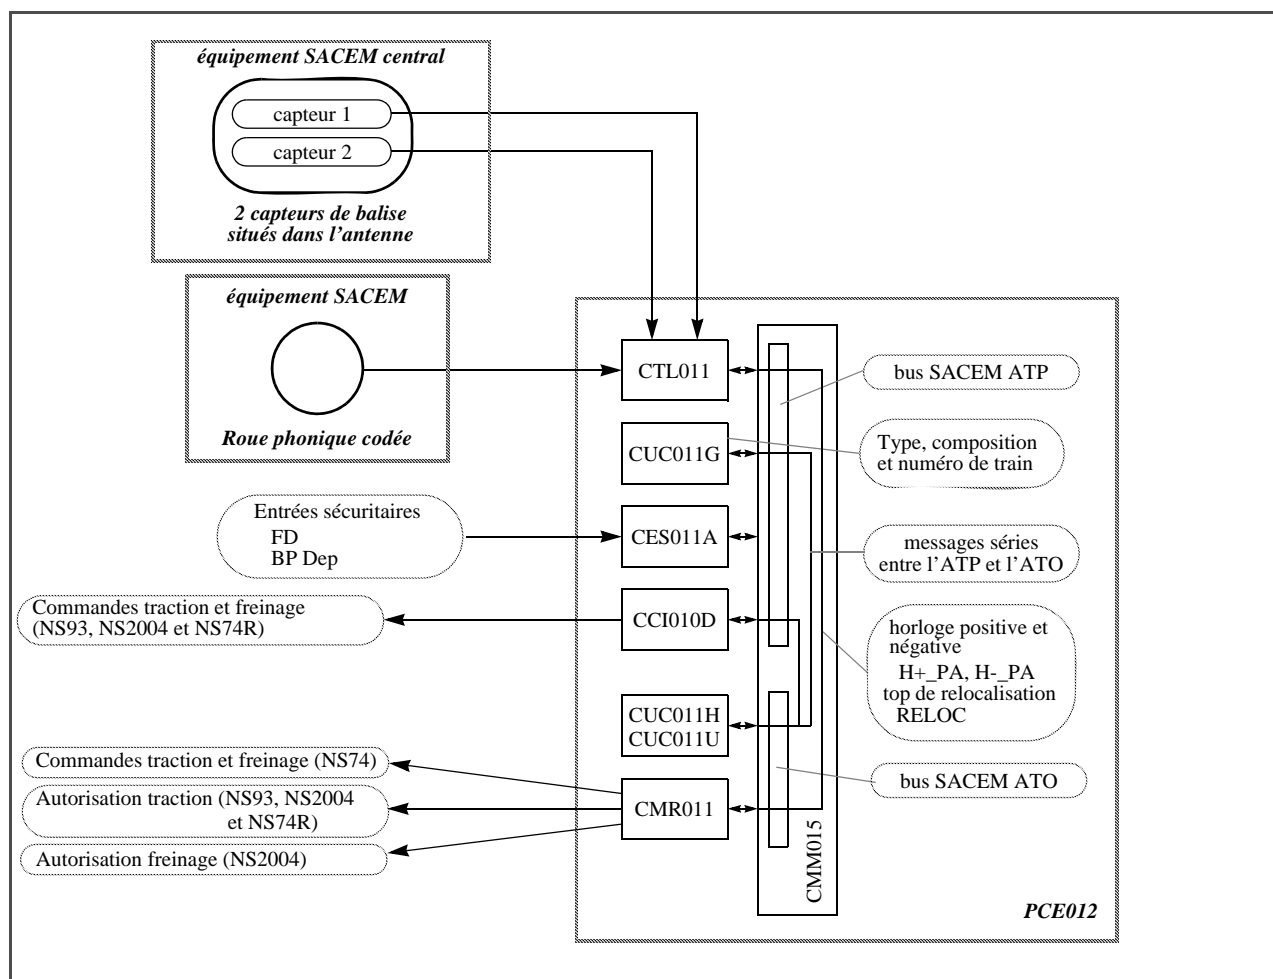 équipement SACEM central
capteur 1
capteur 2
2 capteurs de balise
situés dans l’antenne
équipement SACEM
Roue phonique codée
CTL011
bus SACEM ATP
CUC011G
Type, composition
et numéro de train
Entrées sécuritaires
FD
BP Dep
CES011A
messages séries
entre l’ATP et l’ATO
Commandes traction et freinage
(NS93, NS2004 et NS74R)
CCI010D
horloge positive et
négative
H+_PA, H-_PA
top de relocalisation
RELOC
CUC011H
CUC011U
Commandes traction et freinage (NS74)
Autorisation traction (NS93, NS2004
et NS74R)
Autorisation freinage (NS2004)
CMR011
bus SACEM ATO
CMM015
PCE012